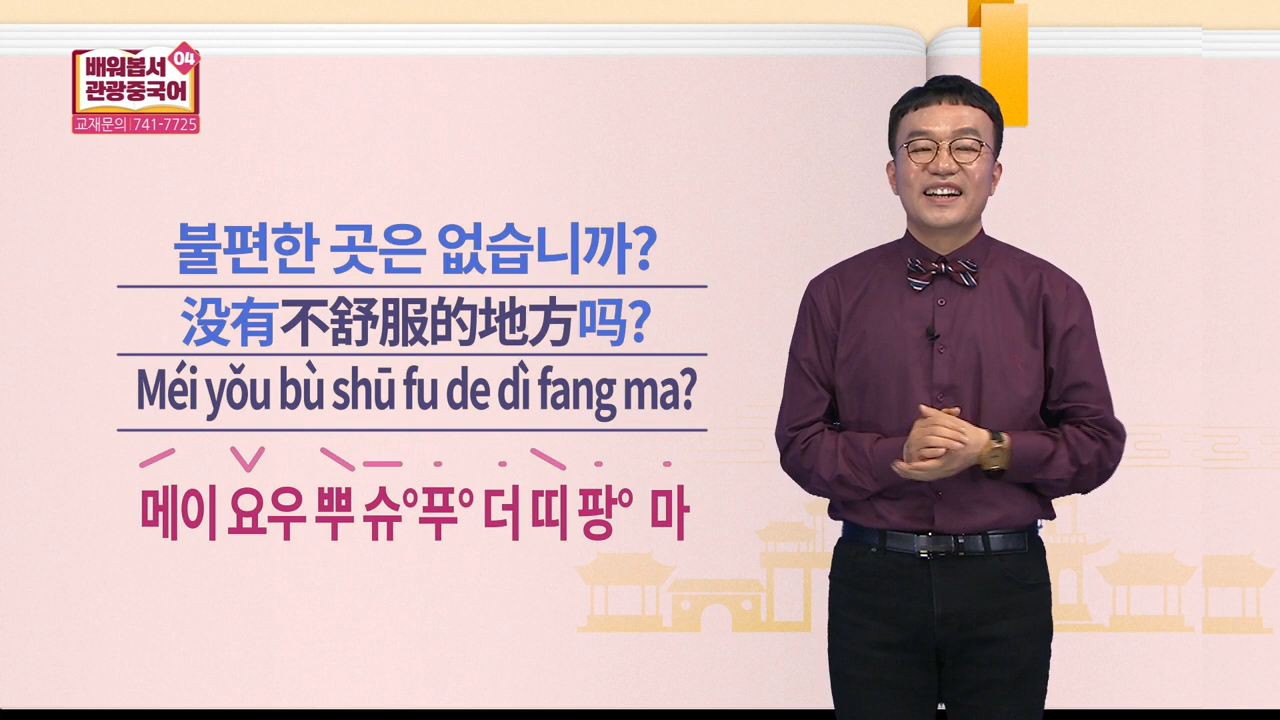 배워봅서 04
관광중국어
교재문의 | 741-7725
불편한 곳은 없습니까?
没有不舒服的地方吗?
Méi yǒu bù shū fu de dì fang ma?
메이 요우 뿌 슈°푸° 더 띠 팡° 마